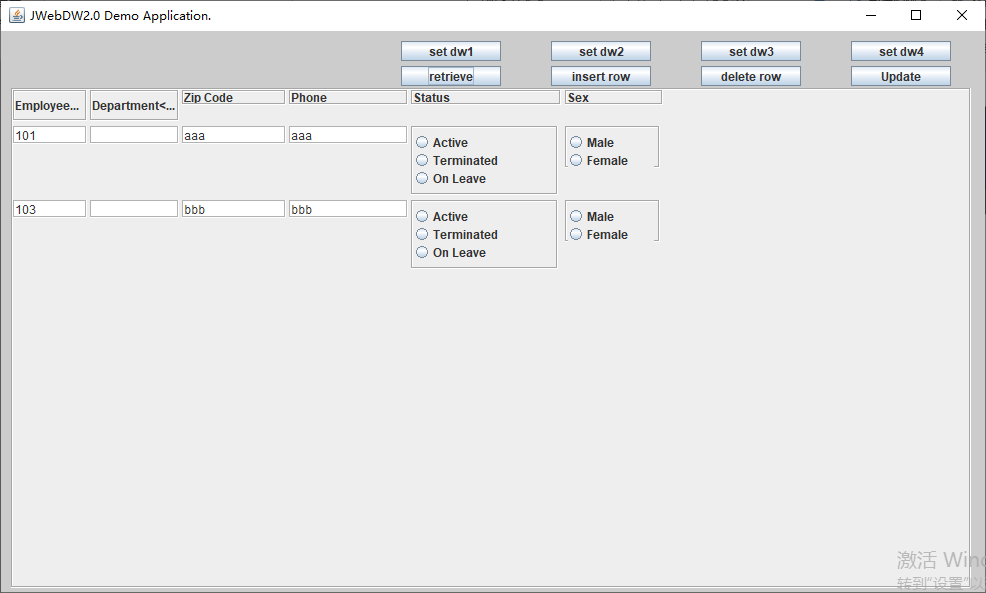 JWebDW2.0 Demo Application.
set dw1 set dw2 set dw3 set dw4
retrieve insert row delete row Update
Employee... Department<... Zip Code Phone Status Sex
101 aaa aaa Active Male
Terminated Female
On Leave
103 bbb bbb Active Male
Terminated Female
On Leave
激活 Wind
转到"设置"以